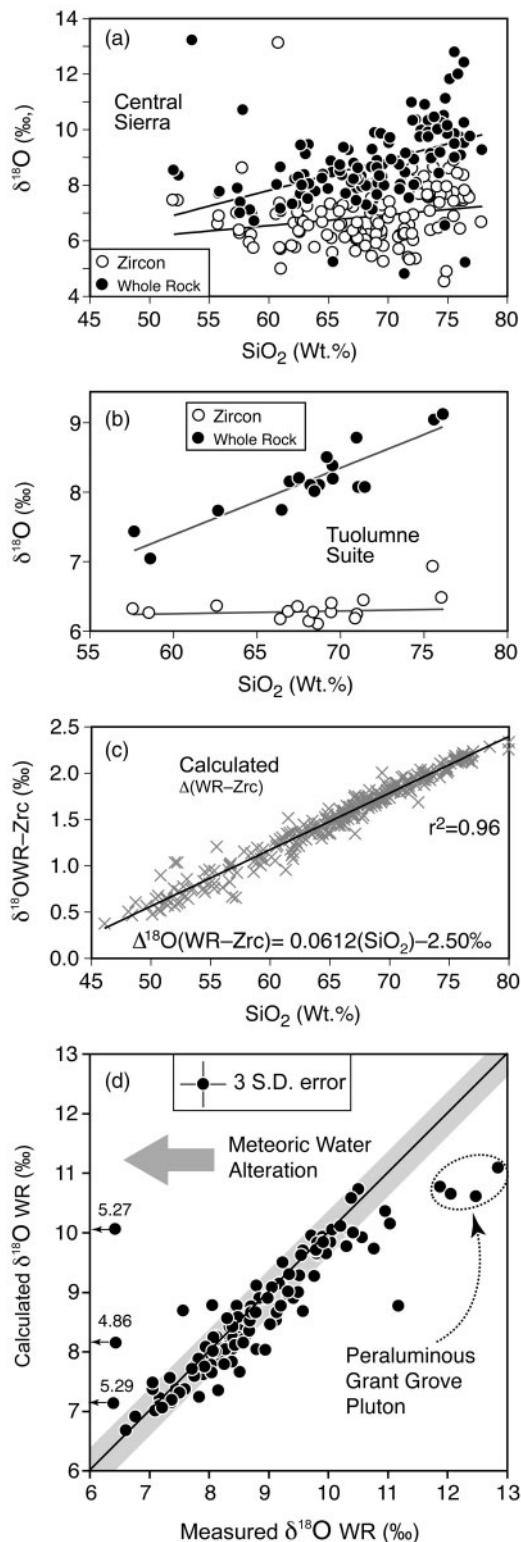 (a)
Central
Sierra
δ¹⁸O (‰,)
14
12
10
8
6
4
Zircon
Whole Rock
45 50 55 60 65 70 75 80
SiO₂ (Wt.%)
(b)
Zircon
Whole Rock
Tuolumne
Suite
δ¹⁸O (‰)
9
8
7
6
55 60 65 70 75 80
SiO₂ (Wt.%)
(c)
Calculated
Δ(WR–Zrc)
δ¹⁸OWR–Zrc (‰)
2.5
2.0
1.5
1.0
0.5
0.0
r²=0.96
Δ¹⁸O(WR–Zrc)= 0.0612(SiO₂)–2.50‰
45 50 55 60 65 70 75 80
SiO₂ (Wt.%)
(d)
3 S.D. error
Meteoric Water
Alteration
Calculated δ¹⁸O WR (‰)
13
12
11
10
9
8
7
6
5.27
4.86
5.29
Peraluminous
Grant Grove
Pluton
6 7 8 9 10 11 12 13
Measured δ¹⁸O WR (‰)